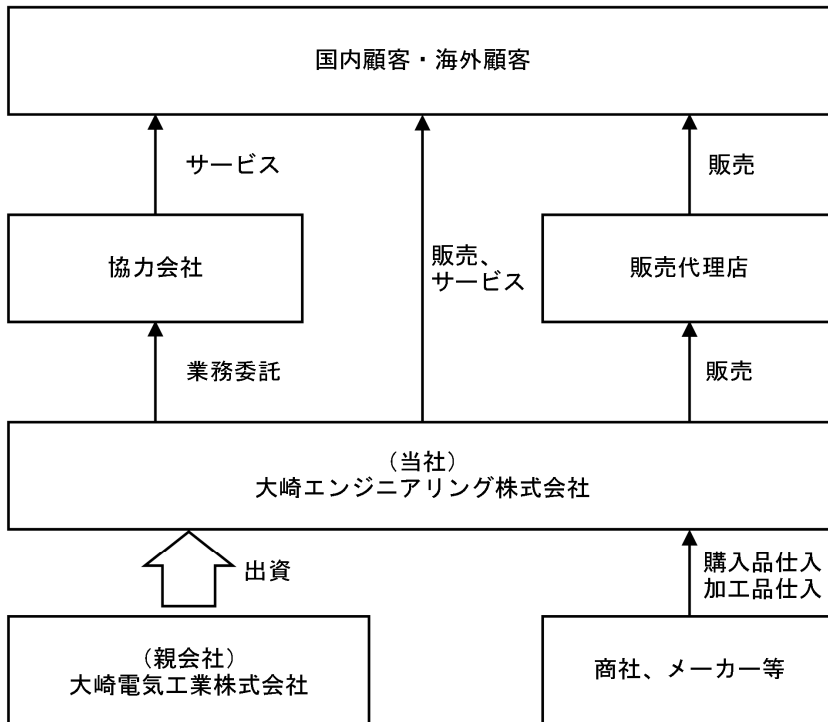 国内顧客・海外顧客
サービス
販売
協力会社
販売、
サービス
販売代理店
業務委託
販売
（当社）
大崎エンジニアリング株式会社
出資
購入品仕入
加工品仕入
（親会社）
大崎電気工業株式会社
商社、メーカー等